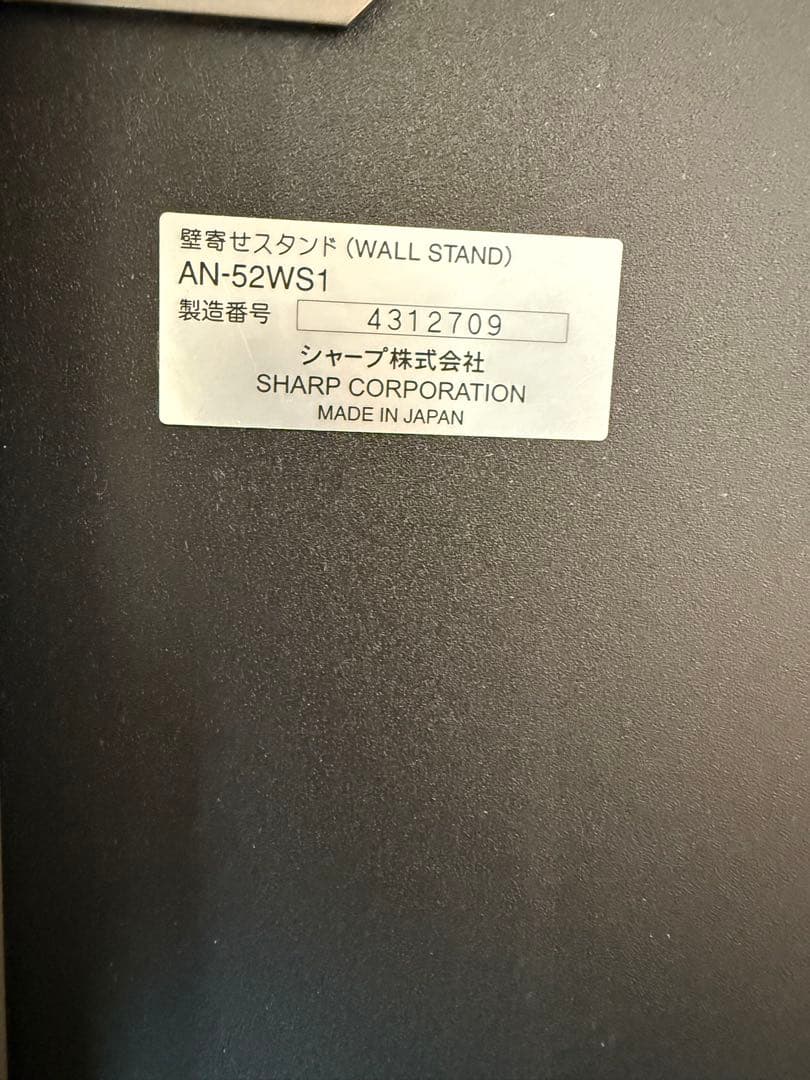 壁寄せスタンド(WALL STAND)
AN-52WS1
製造番号 4312709
シャープ株式会社
SHARP CORPORATION
MADE IN JAPAN